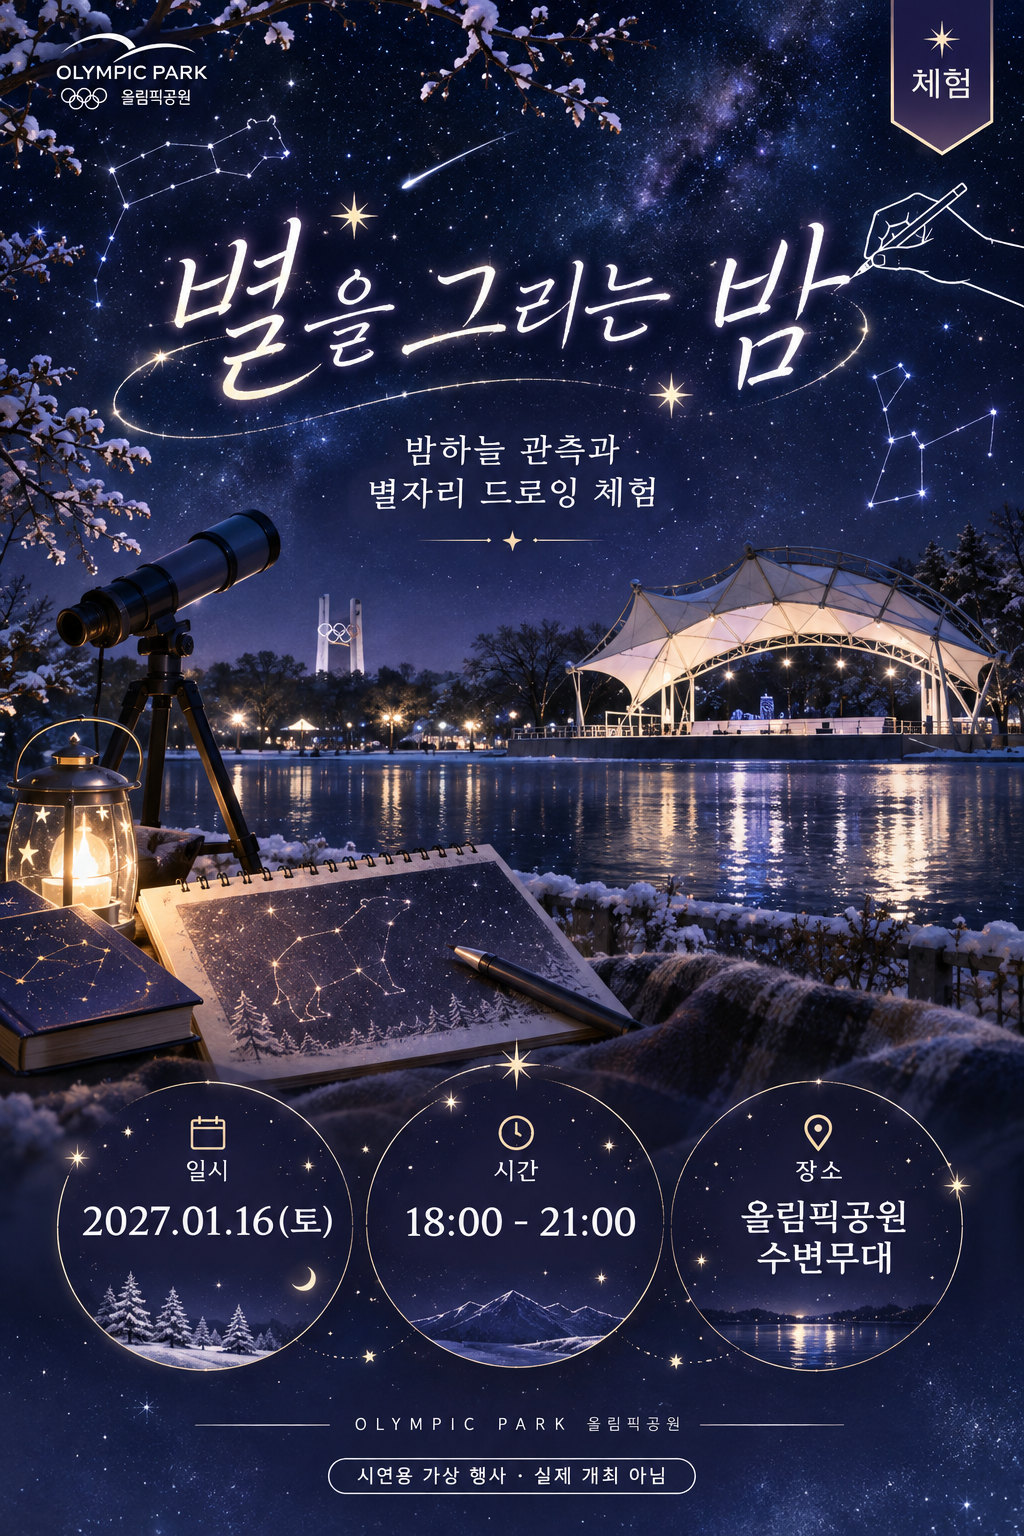 OLYMPIC PARK
올림픽공원
체험
별을 그리는 밤
밤하늘 관측과
별자리 드로잉 체험
일시
2027.01.16(토)
시간
18:00 - 21:00
장소
올림픽공원
수변무대
OLYMPIC PARK 올림픽공원
시연용 가상 행사 · 실제 개최 아님